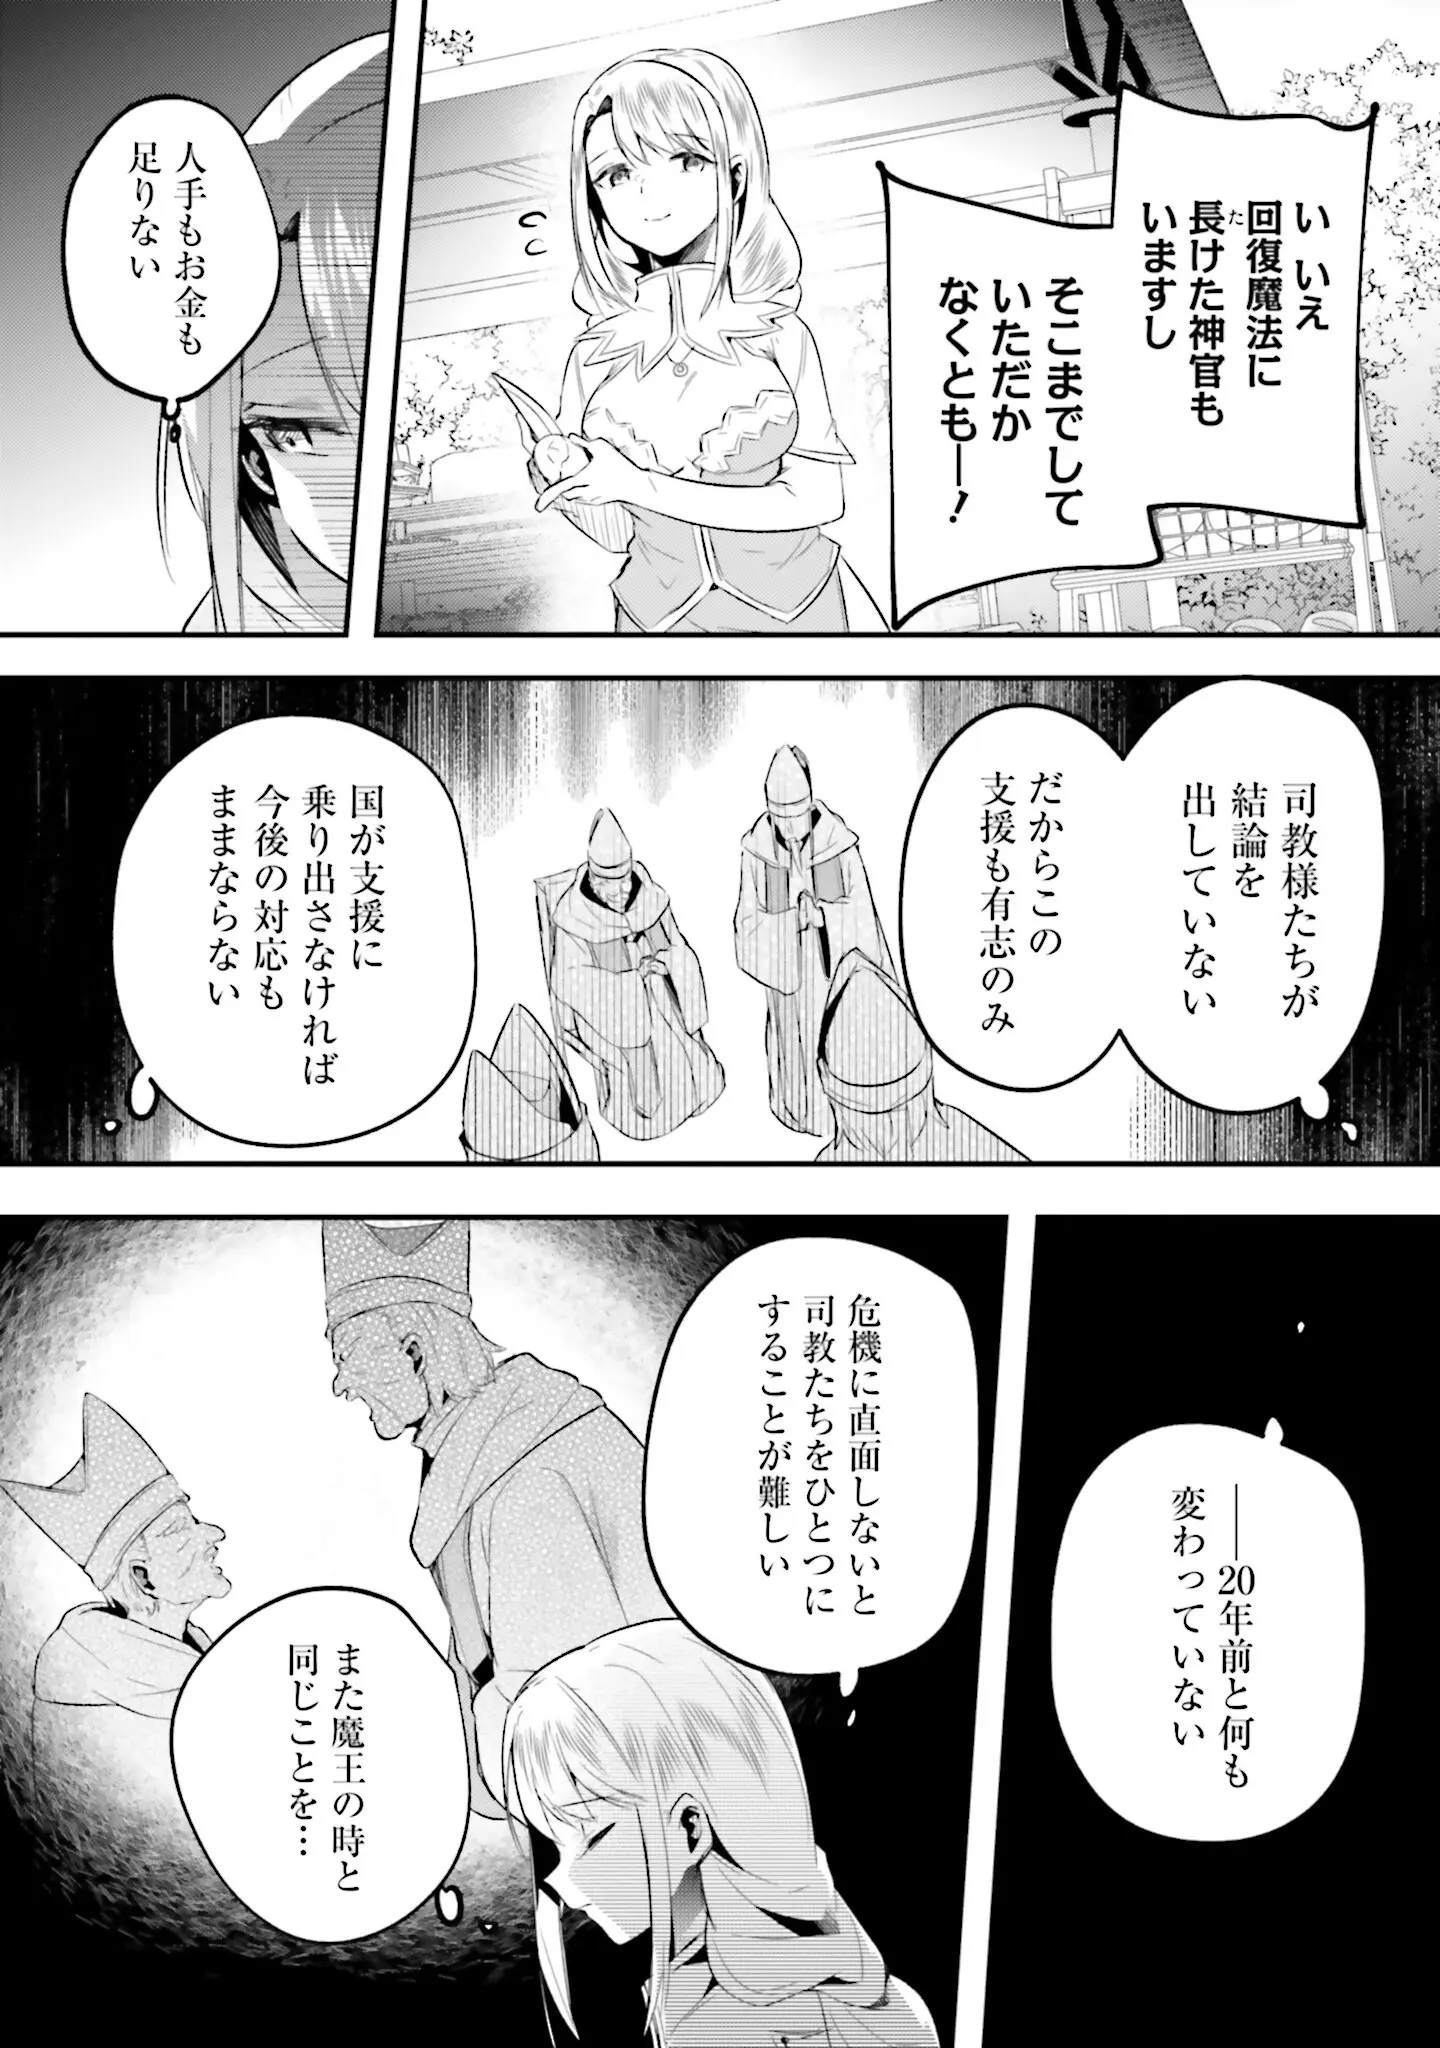 いいえ
回復魔法に
長けた神官も
いますし
た
そこまでして
いただか
なくとも―!
人手もお金も
足りない
司教様たちが
結論を
出していない
だからこの
支援も有志のみ
国が支援に
乗り出さなければ
今後の対応も
ままならない
――20年前と何も
変わっていない
危機に直面しないと
司教たちをひとつに
することが難しい
また魔王の時と
同じことを…